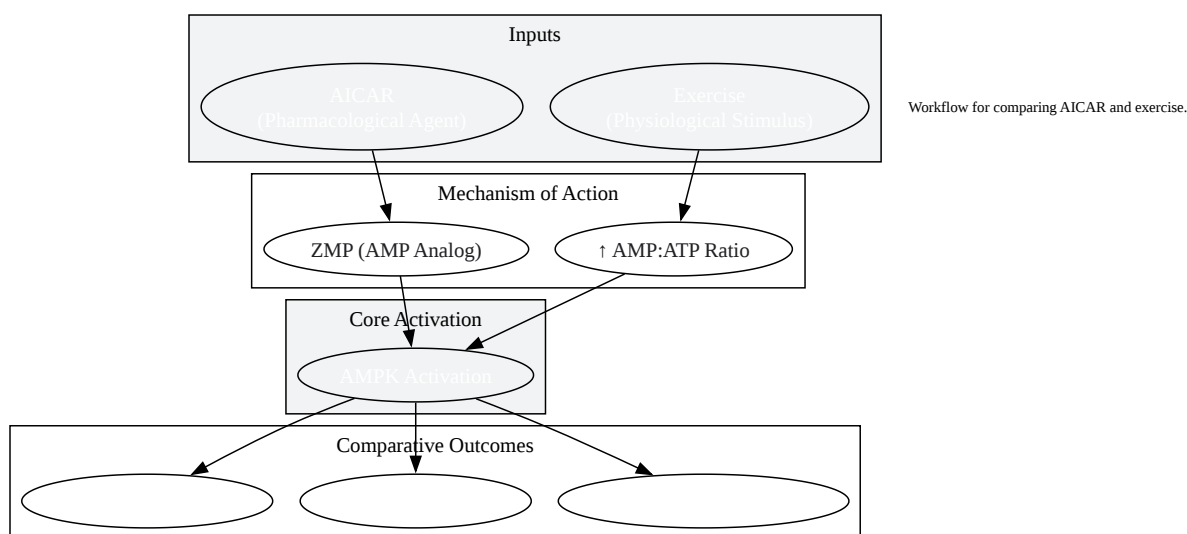 Inputs
AICAR
(Pharmacological Agent)
Exercise
(Physiological Stimulus)
Workflow for comparing AICAR and exercise.
Mechanism of Action
ZMP (AMP Analog)
↑ AMP:ATP Ratio
Core Activation
AMPK Activation
Comparative Outcomes